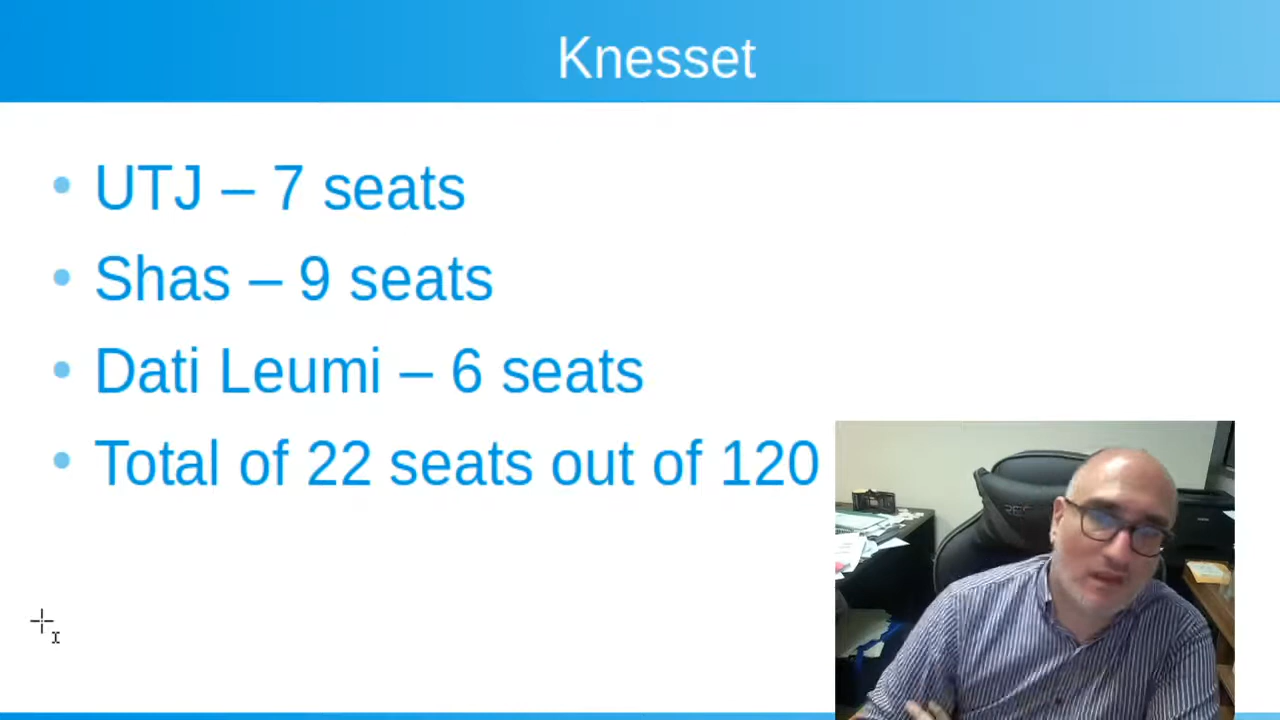 Knesset
UTJ – 7 seats
Shas – 9 seats
Dati Leumi – 6 seats
Total of 22 seats out of 120